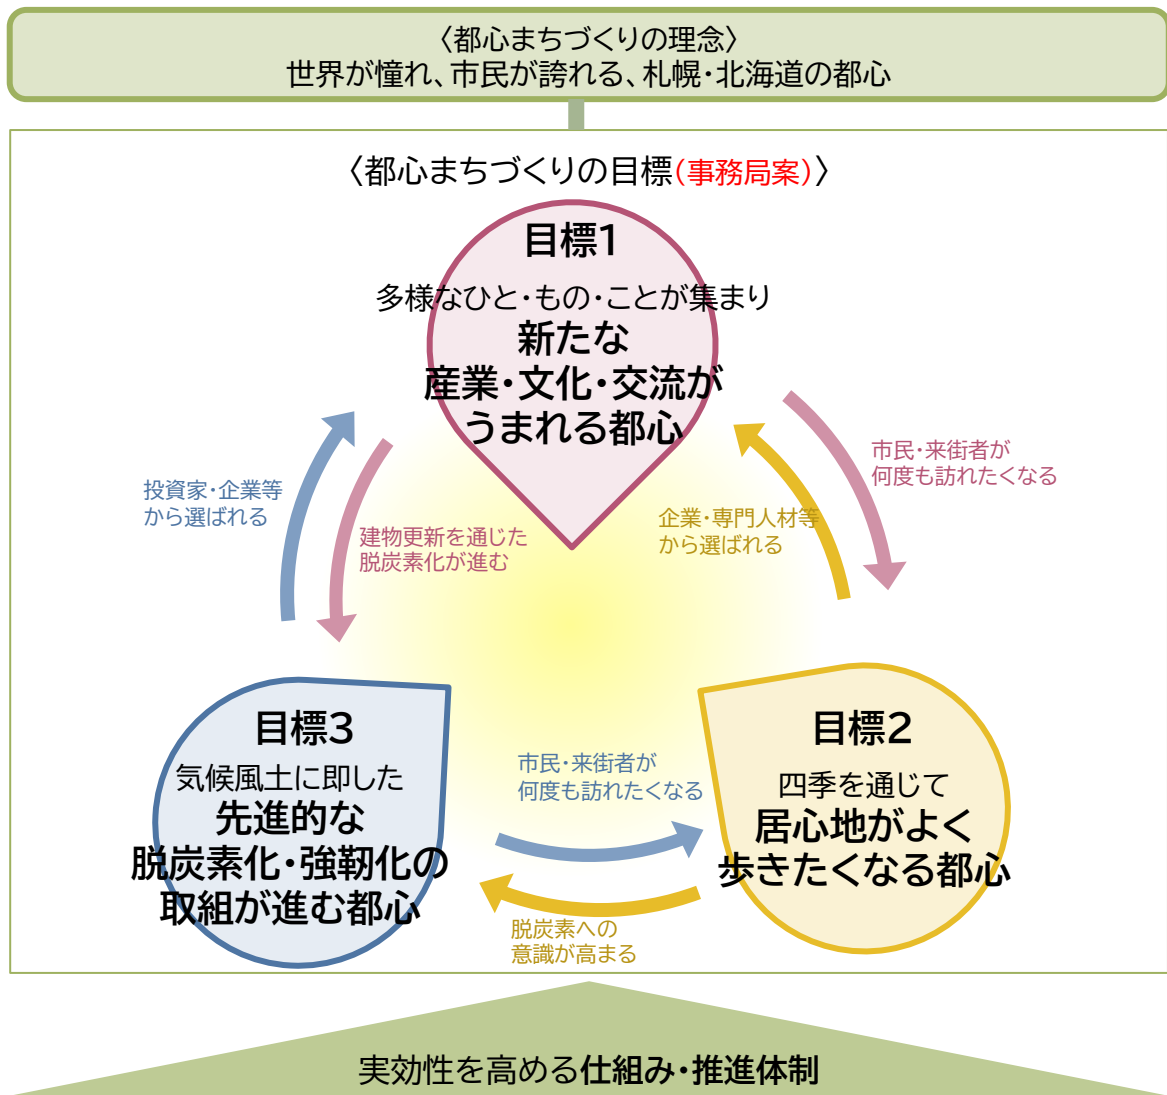 〈都心まちづくりの理念〉
世界が憧れ、市民が誇れる、札幌・北海道の都心
〈都心まちづくりの目標(事務局案)〉
目標1
多様なひと・もの・ことが集まり
新たな
産業・文化・交流が
うまれる都心
投資家・企業等
から選ばれる
建物更新を通じた
脱炭素化が進む
企業・専門人材等
から選ばれる
市民・来街者が
何度も訪れたくなる
目標3
気候風土に即した
先進的な
脱炭素化・強靭化の
取組が進む都心
市民・来街者が
何度も訪れたくなる
脱炭素への
意識が高まる
目標2
四季を通じて
居心地がよく
歩きたくなる都心
実効性を高める仕組み・推進体制